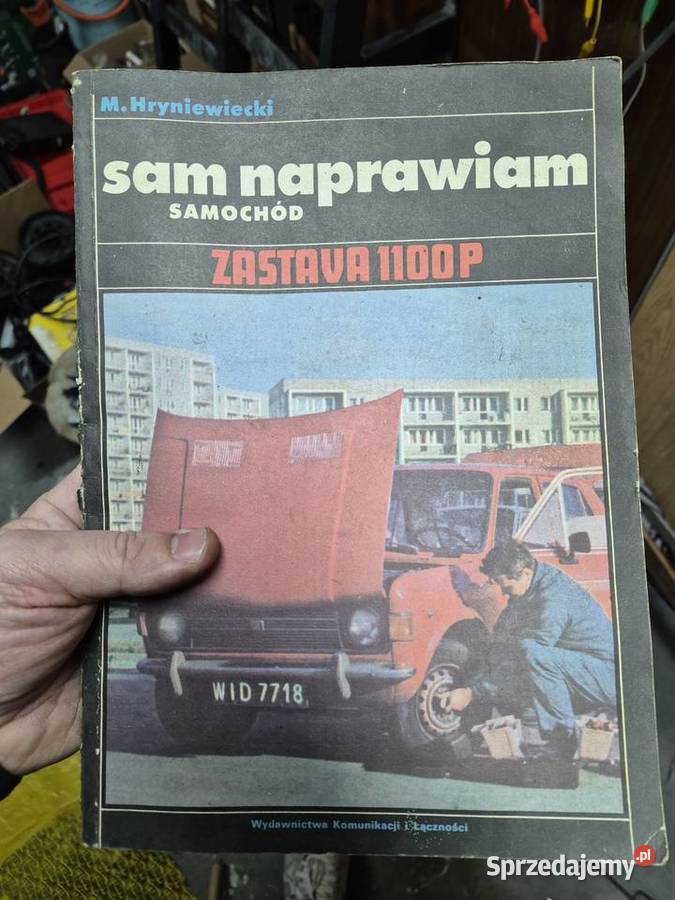 M. Hryniewiecki
sam naprawiam
SAMOCHÓD
ZASTAVA 1100P
WID 7718
Wydawnictwa Komunikacji i Łączności
Sprzedajemy.pl